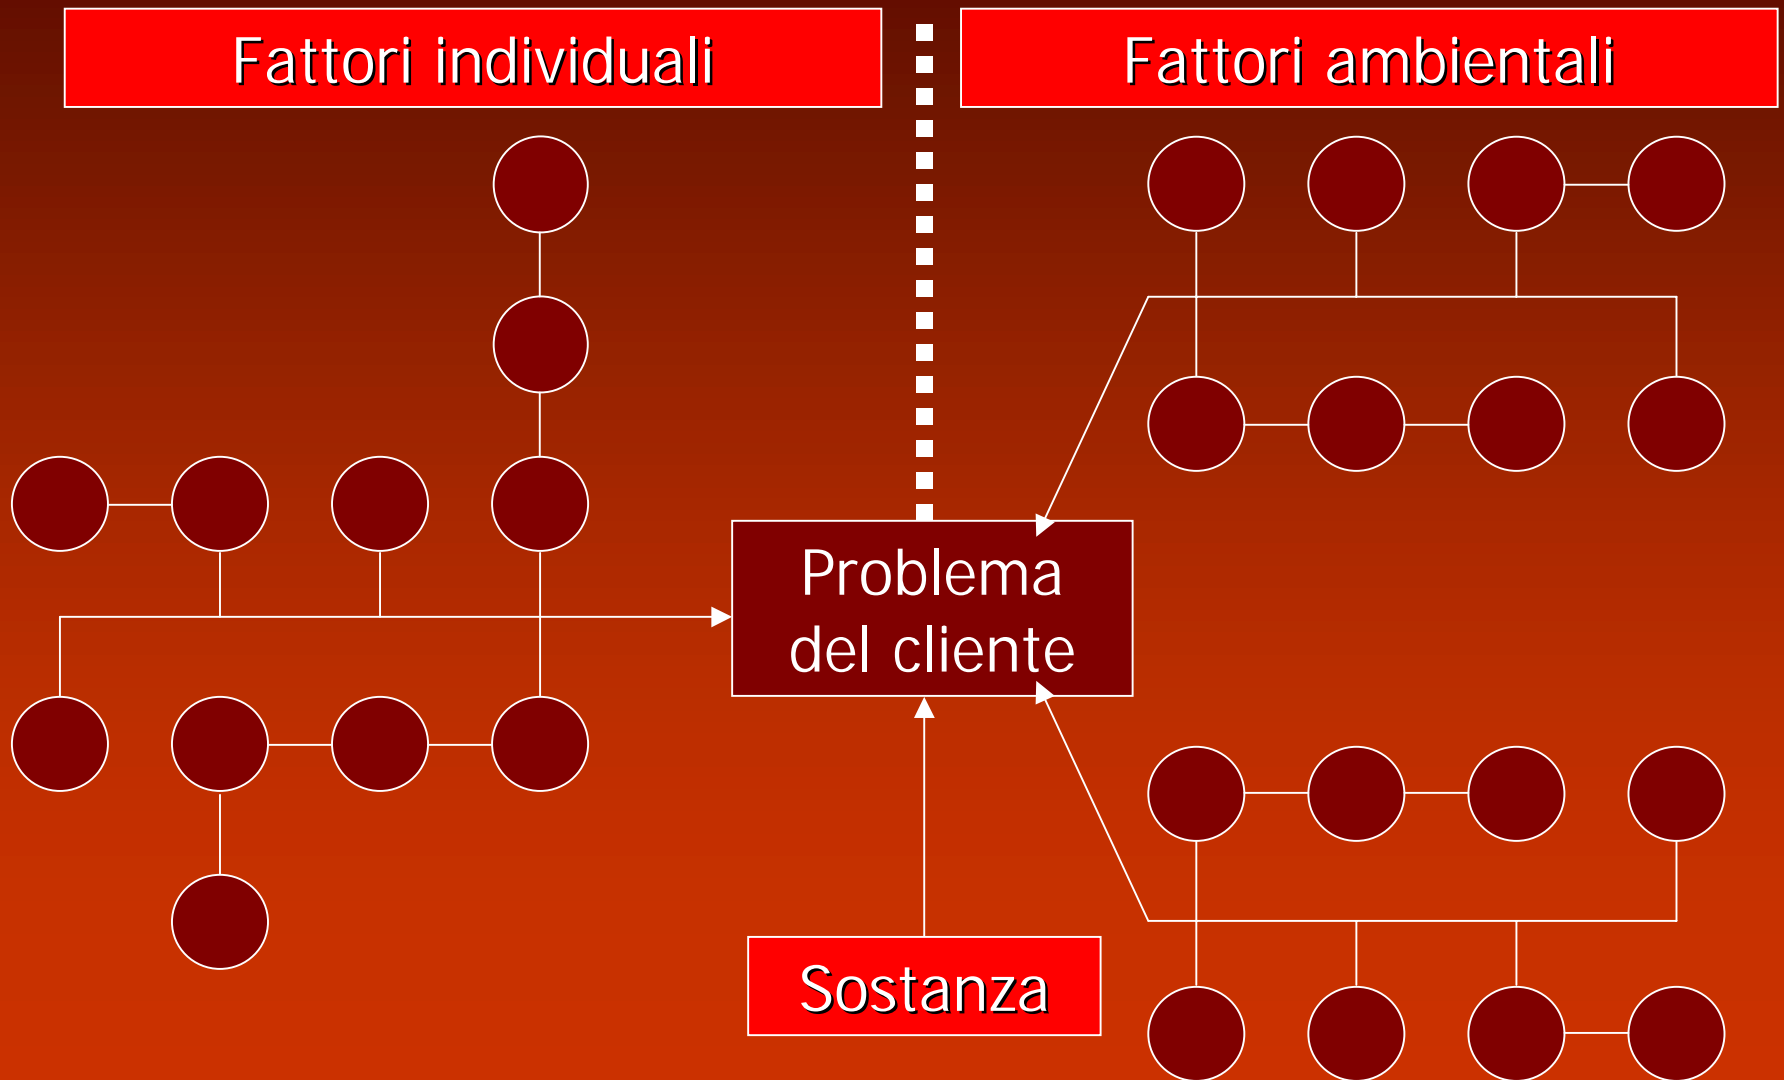 Fattori individuali
Fattori ambientali
Problema
del cliente
Sostanza